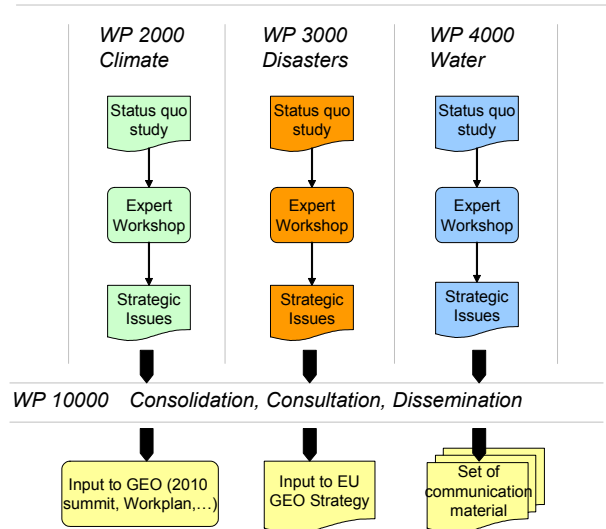 WP 2000
Climate
WP 3000
Disasters
WP 4000
Water
Status quo
study
Status quo
study
Status quo
study
Expert
Workshop
Expert
Workshop
Expert
Workshop
Strategic
Issues
Strategic
Issues
Strategic
Issues
WP 10000 Consolidation, Consultation, Dissemination
Input to GEO (2010
summit, Workplan,…)
Input to EU
GEO Strategy
Set of
communication
material